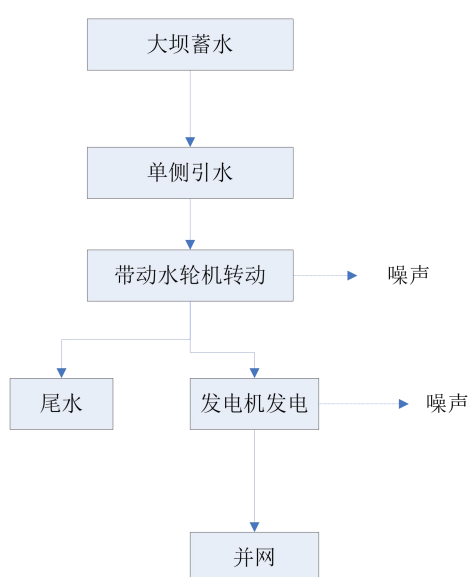 大坝蓄水
单侧引水
带动水轮机转动
噪声
尾水
发电机发电
噪声
并网